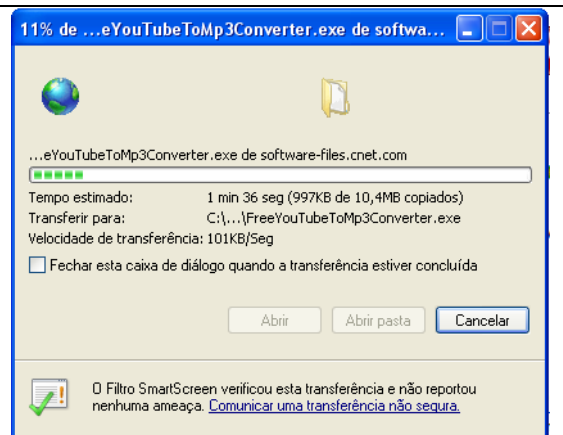 11% de ...eYouTubeToMp3Converter.exe de softwa...
...eYouTubeToMp3Converter.exe de software-files.cnet.com
Tempo estimado: 1 min 36 seg (997KB de 10,4MB copiados)
Transferir para: C:\...\FreeYouTubeToMp3Converter.exe
Velocidade de transferência: 101KB/Seg
Fechar esta caixa de diálogo quando a transferência estiver concluída
Abrir Abrir pasta Cancelar
O Filtro SmartScreen verificou esta transferência e não reportou
nenhuma ameaça. Comunicar uma transferência não segura.